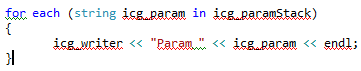 for each (string icg_param in icg_paramStack)
{
icg_writer << "Param " << icg_param << endl;
}